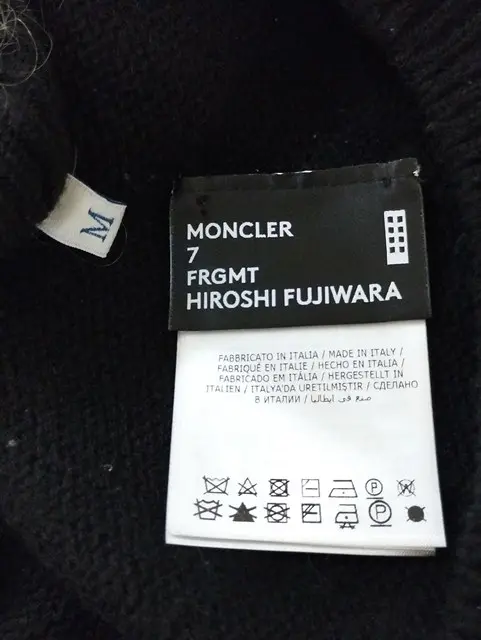 M
MONCLER
7
FRGMT
HIROSHI FUJIWARA
FABBRICATO IN ITALIA / MADE IN ITALY /
FABRIQUÉ EN ITALIE / HECHO EN ITALIA /
FABRICADO EM ITÁLIA / HERGESTELLT IN
ITALIEN / ITALYA'DA ÜRETILMIŞTIR / СДЕЛАНО
В ИТАЛИИ / صنع في ايطاليا
P
W
P